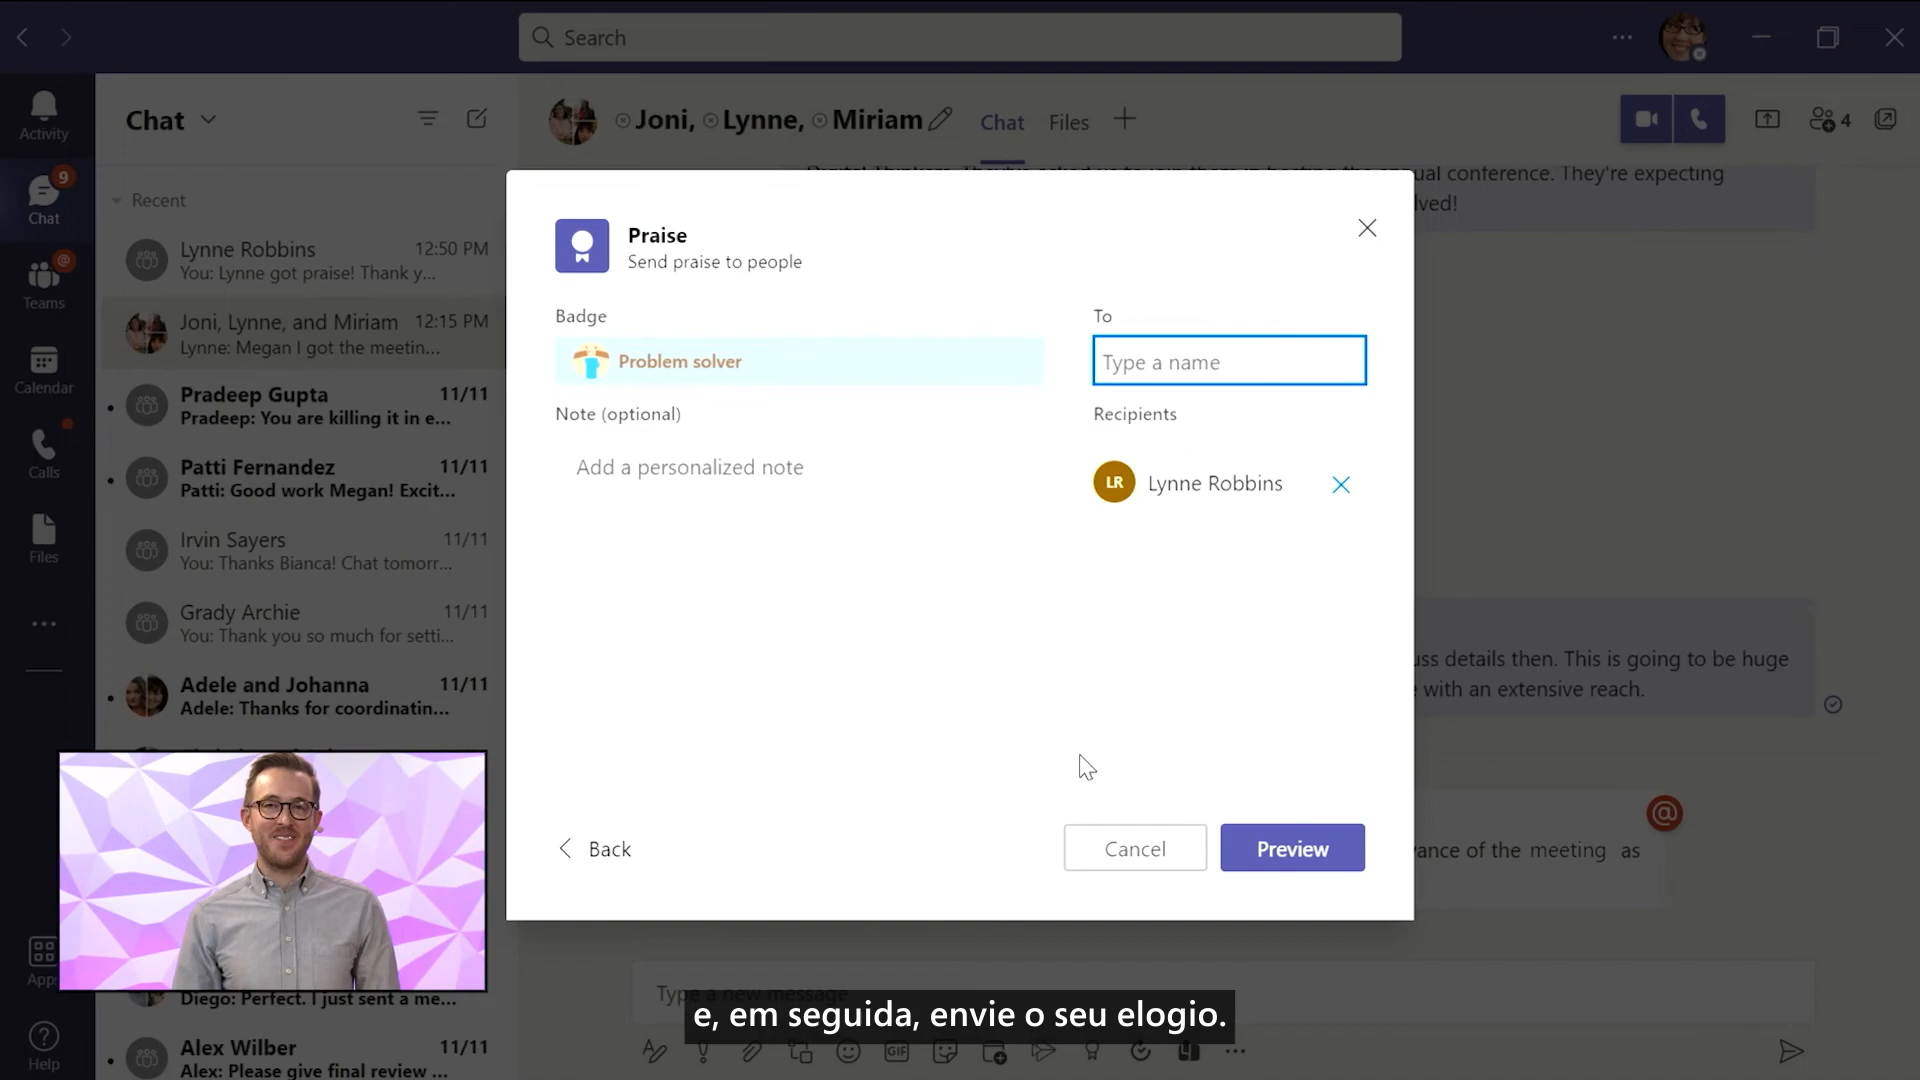 Search
Activity
Chat
9
Teams
@
Calendar
Calls
Files
Apps
Help
Chat
Recent
Lynne Robbins 12:50 PM
You: Lynne got praise! Thank y...
Joni, Lynne, and Miriam 12:15 PM
Lynne: Megan I got the meetin...
Pradeep Gupta 11/11
Pradeep: You are killing it in e...
Patti Fernandez 11/11
Patti: Good work Megan! Excit...
Irvin Sayers 11/11
You: Thanks Bianca! Chat tomorr...
Grady Archie 11/11
You: Thank you so much for setti...
Adele and Johanna 11/11
Adele: Thanks for coordinatin...
Diego: Perfect. I just sent a me...
Alex Wilber 11/11
Alex: Please give final review ...
Joni, Lynne, Miriam
Chat Files
4
ual conference. They're expecting
lved!
Praise
Send praise to people
Badge
Problem solver
Note (optional)
Add a personalized note
To
Type a name
Recipients
LR Lynne Robbins
Back
Cancel
Preview
uss details then. This is going to be huge
with an extensive reach.
@
vance of the meeting as
Type a new message
e, em seguida, envie o seu elogio.
GIF